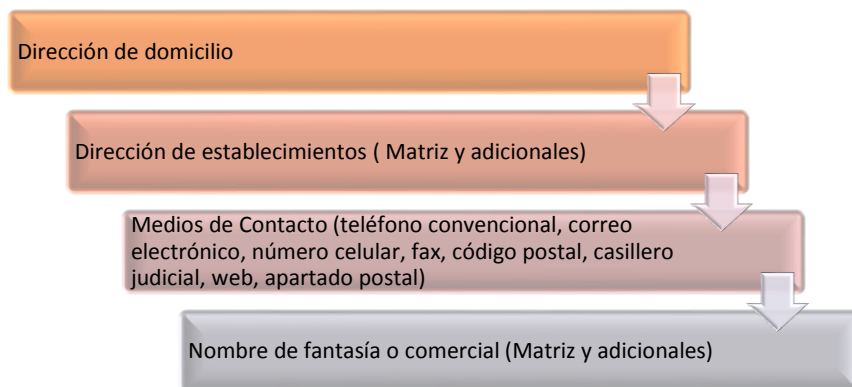 Dirección de domicilio
Dirección de establecimientos ( Matriz y adicionales)
Medios de Contacto (teléfono convencional, correo
electrónico, número celular, fax, código postal, casillero
judicial, web, apartado postal)
Nombre de fantasía o comercial (Matriz y adicionales)